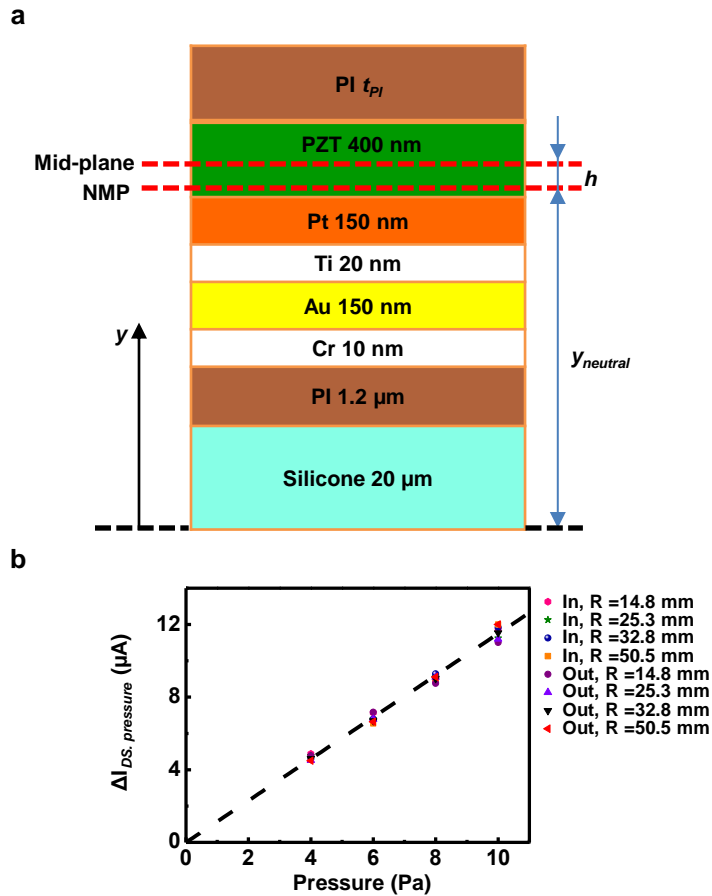 a
PI t_PI
PZT 400 nm
Mid-plane
NMP
h
Pt 150 nm
Ti 20 nm
Au 150 nm
Cr 10 nm
y
y_neutral
PI 1.2 µm
Silicone 20 µm
b
ΔI_DS, pressure (µA)
12
8
4
0
0 2 4 6 8 10
Pressure (Pa)
In, R =14.8 mm
In, R =25.3 mm
In, R =32.8 mm
In, R =50.5 mm
Out, R =14.8 mm
Out, R =25.3 mm
Out, R =32.8 mm
Out, R =50.5 mm